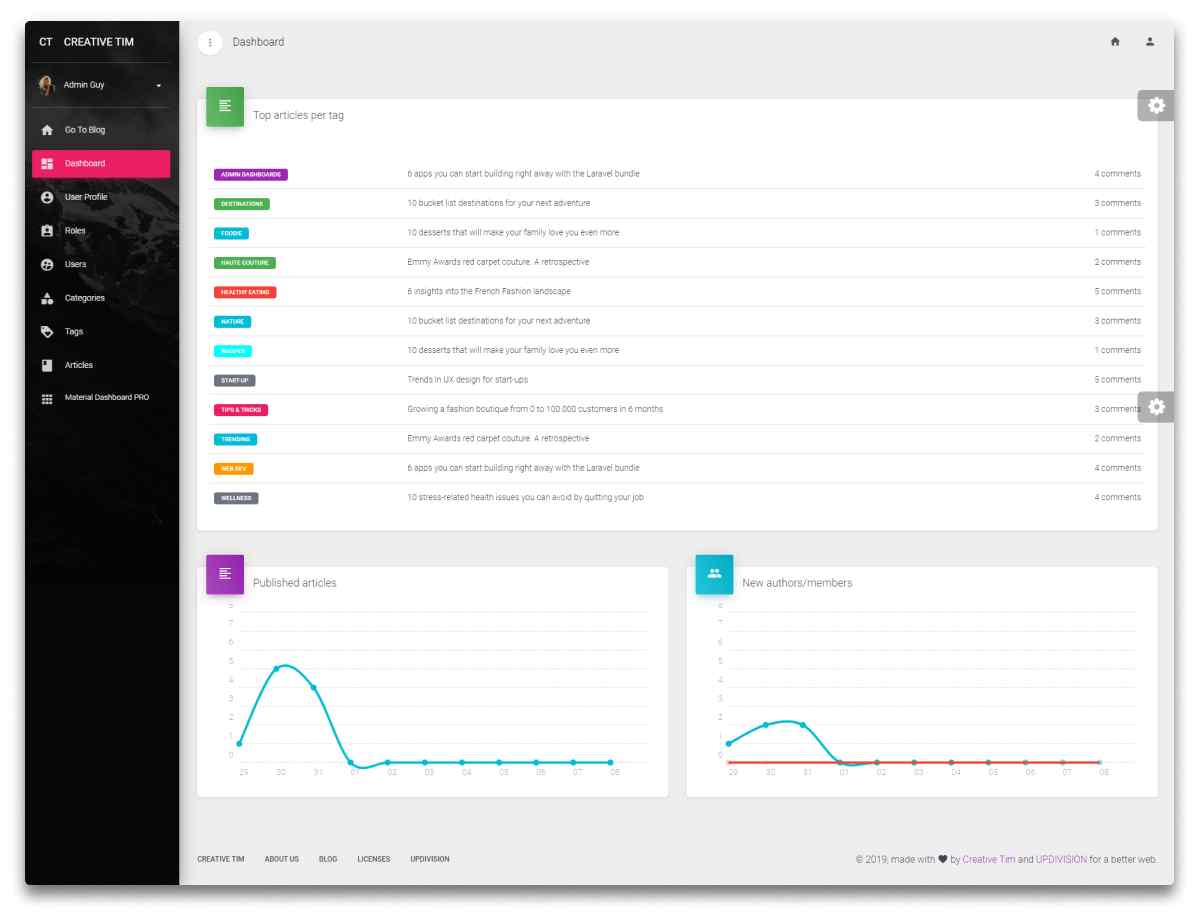 CT CREATIVE TIM
Admin Guy
Go To Blog
Dashboard
User Profile
Roles
Users
Categories
Tags
Articles
Material Dashboard PRO
Dashboard
Top articles per tag
ADMIN DASHBOARDS 6 apps you can start building right away with the Laravel bundle 4 comments
DESTINATIONS 10 bucket list destinations for your next adventure 3 comments
FOODIE 10 desserts that will make your family love you even more 1 comments
HAUTE COUTURE Emmy Awards red carpet couture. A retrospective 2 comments
HEALTHY EATING 6 insights into the French Fashion landscape 5 comments
NATURE 10 bucket list destinations for your next adventure 3 comments
RECIPES 10 desserts that will make your family love you even more 1 comments
START-UP Trends in UX design for start-ups 5 comments
TIPS & TRICKS Growing a fashion boutique from 0 to 100.000 customers in 6 months 3 comments
TRENDING Emmy Awards red carpet couture. A retrospective 2 comments
WEB DEV 6 apps you can start building right away with the Laravel bundle 4 comments
WELLNESS 10 stress-related health issues you can avoid by quitting your job 4 comments
Published articles
8
7
6
5
4
3
2
1
0
29 30 31 01 02 03 04 05 06 07 08
New authors/members
8
7
6
5
4
3
2
1
0
29 30 31 01 02 03 04 05 06 07 08
CREATIVE TIM ABOUT US BLOG LICENSES UPDIVISION
© 2019, made with ♥ by Creative Tim and UPDIVISION for a better web.